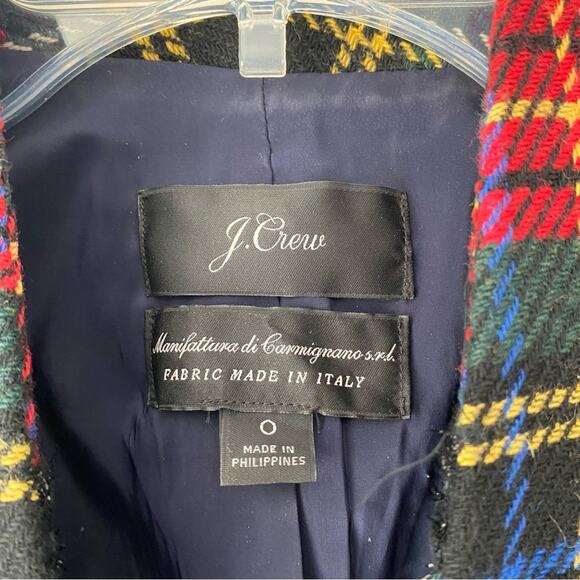 J.Crew
Manifattura di Carmignano s.r.l.
FABRIC MADE IN ITALY
0
MADE IN
PHILIPPINES